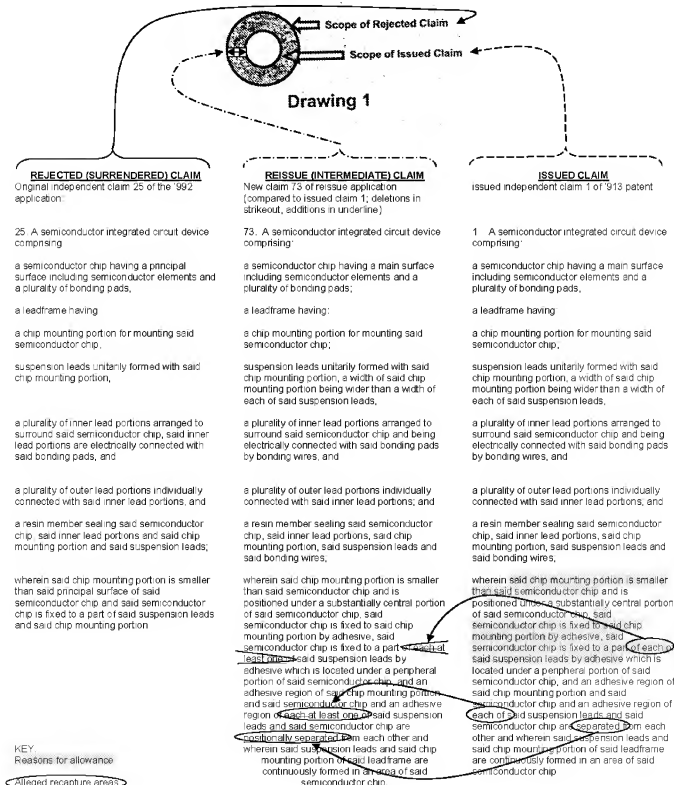 Scope of Rejected Claim
Scope of Issued Claim
Drawing 1
REJECTED (SURRENDERED) CLAIM
Original independent claim 25 of the '992
application:
25. A semiconductor integrated circuit device
comprising
a semiconductor chip having a principal
surface including semiconductor elements and
a plurality of bonding pads,
a leadframe having
a chip mounting portion for mounting said
semiconductor chip,
suspension leads unitarily formed with said
chip mounting portion,
a plurality of inner lead portions arranged to
surround said semiconductor chip, said inner
lead portions are electrically connected with
said bonding pads, and
a plurality of outer lead portions individually
connected with said inner lead portions, and
a resin member sealing said semiconductor
chip, said inner lead portions and said chip
mounting portion and said suspension leads;
wherein said chip mounting portion is smaller
than said principal surface of said
semiconductor chip and said semiconductor
chip is fixed to a part of said suspension leads
and said chip mounting portion
KEY
Reasons for allowance
Alleged recapture areas
REISSUE (INTERMEDIATE) CLAIM
New claim 73 of reissue application
(compared to issued claim 1; deletions in
strikeout, additions in underline)
73. A semiconductor integrated circuit device
comprising:
a semiconductor chip having a main surface
including semiconductor elements and a
plurality of bonding pads;
a leadframe having:
a chip mounting portion for mounting said
semiconductor chip;
suspension leads unitarily formed with said
chip mounting portion, a width of said chip
mounting portion being wider than a width of
each of said suspension leads,
a plurality of inner lead portions arranged to
surround said semiconductor chip and being
electrically connected with said bonding pads
by bonding wires, and
a plurality of outer lead portions individually
connected with said inner lead portions; and
a resin member sealing said semiconductor
chip, said inner lead portions, said chip
mounting portion, said suspension leads and
said bonding wires,
wherein said chip mounting portion is smaller
than said semiconductor chip and is
positioned under a substantially central portion
of said semiconductor chip, said
semiconductor chip is fixed to said chip
mounting portion by adhesive, said
semiconductor chip is fixed to a part of each at
least one of said suspension leads by
adhesive which is located under a peripheral
portion of said semiconductor chip, and an
adhesive region of said chip mounting portion
and said semiconductor chip and an adhesive
region of each at least one of said suspension
leads and said semiconductor chip are
positionally separated from each other and
wherein said suspension leads and said chip
mounting portion of said leadframe are
continuously formed in an area of said
semiconductor chip.
ISSUED CLAIM
issued independent claim 1 of '913 patent
1 A semiconductor integrated circuit device
comprising:
a semiconductor chip having a main surface
including semiconductor elements and a
plurality of bonding pads,
a leadframe having
a chip mounting portion for mounting said
semiconductor chip,
suspension leads unitarily formed with said
chip mounting portion, a width of said chip
mounting portion being wider than a width of
each of said suspension leads,
a plurality of inner lead portions arranged to
surround said semiconductor chip and being
electrically connected with said bonding pads
by bonding wires, and
a plurality of outer lead portions individually
connected with said inner lead portions; and
a resin member sealing said semiconductor
chip, said inner lead portions, said chip
mounting portion, said suspension leads and
said bonding wires,
wherein said chip mounting portion is smaller
than said semiconductor chip and is
positioned under a substantially central portion
of said semiconductor chip, said
semiconductor chip is fixed to said chip
mounting portion by adhesive, said
semiconductor chip is fixed to a part of each of
said suspension leads by adhesive which is
located under a peripheral portion of said
semiconductor chip, and an adhesive region of
said chip mounting portion and said
semiconductor chip and an adhesive region of
each of said suspension leads and said
semiconductor chip are separated from each
other and wherein said suspension leads and
said chip mounting portion of said leadframe
are continuously formed in an area of said
semiconductor chip